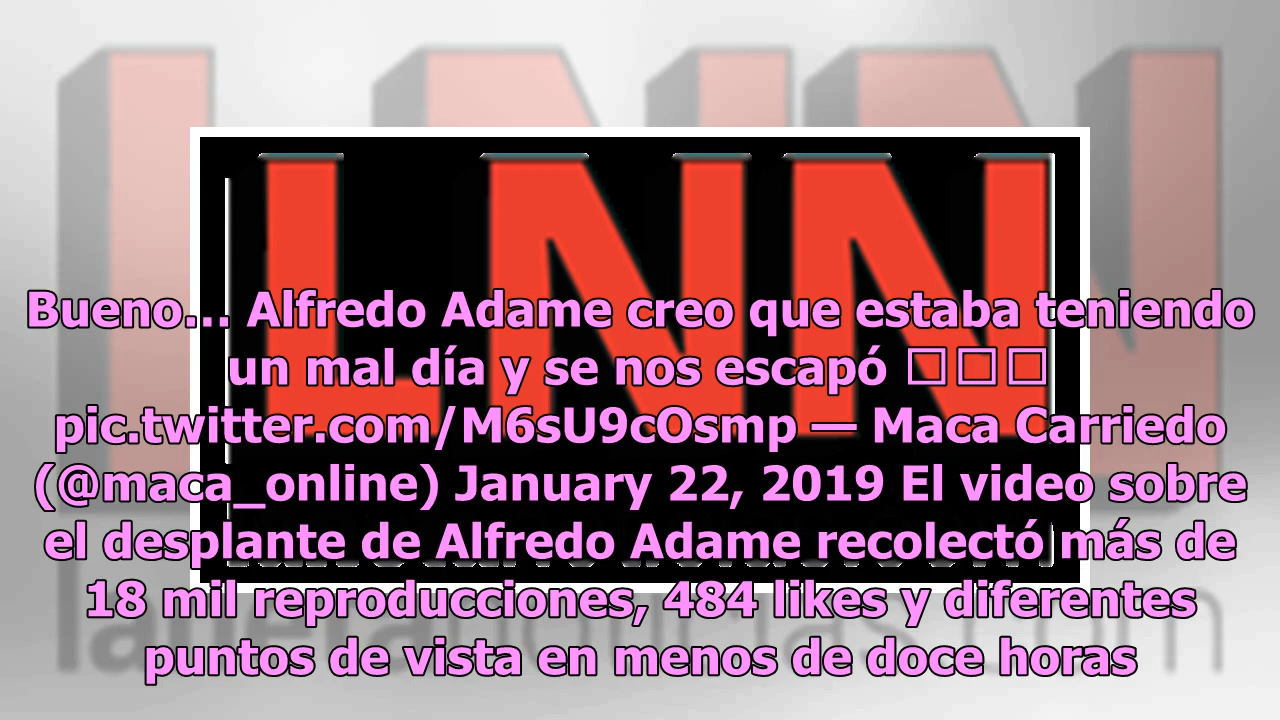 LNN
Bueno... Alfredo Adame creo que estaba teniendo
un mal día y se nos escapó □□□
pic.twitter.com/M6sU9cOsmp — Maca Carriedo
(@maca_online) January 22, 2019 El video sobre
el desplante de Alfredo Adame recolectó más de
18 mil reproducciones, 484 likes y diferentes
puntos de vista en menos de doce horas